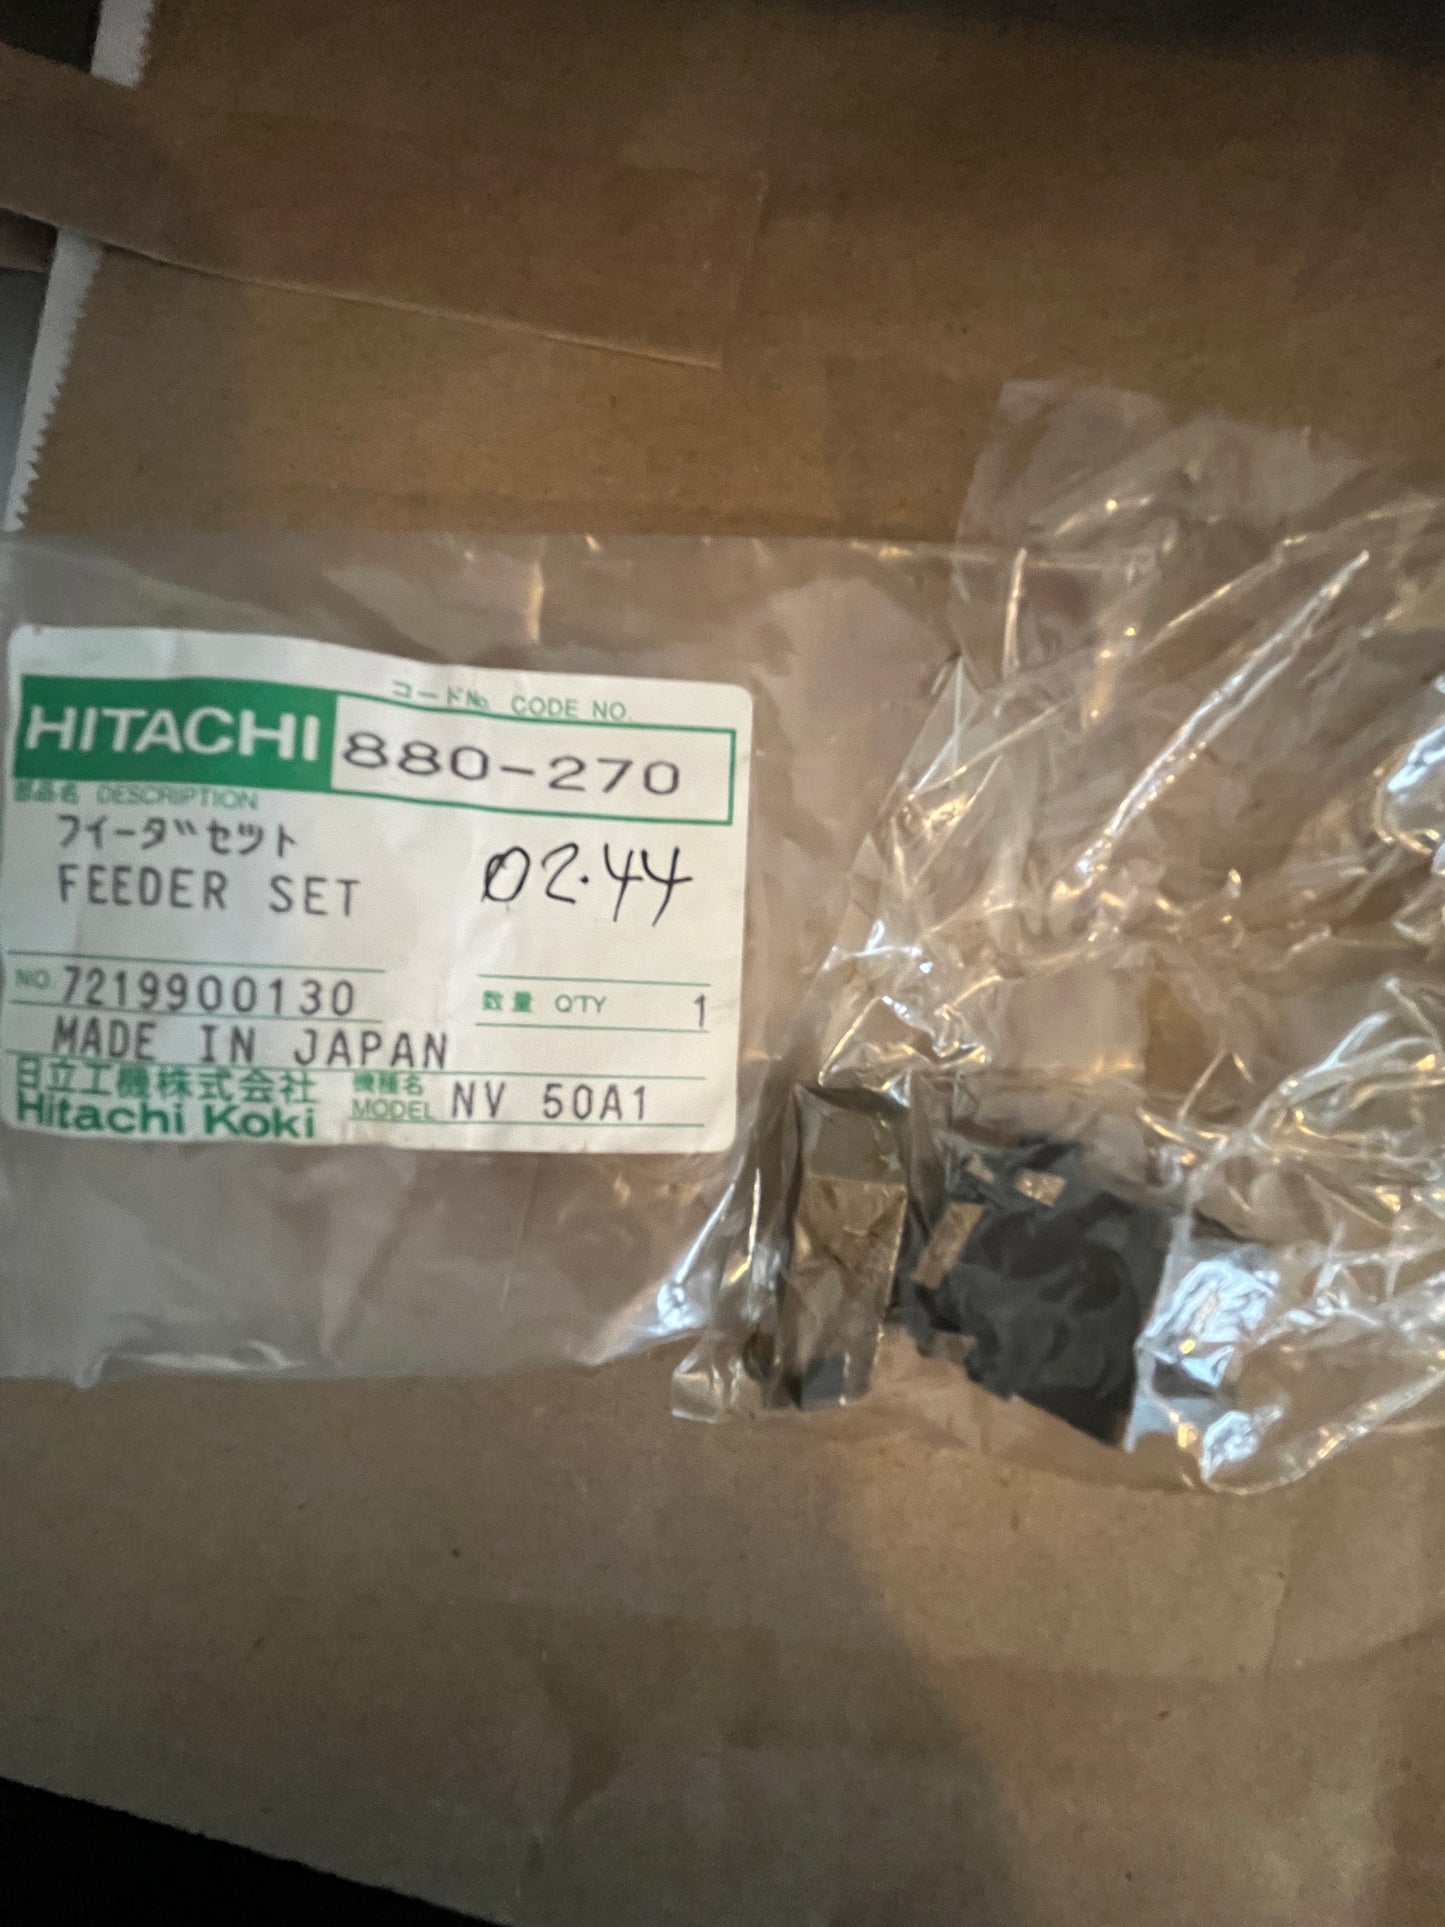 コードNo. CODE NO.
HITACHI 880-270
部品名 DESCRIPTION
フイーダセツト
FEEDER SET 02.44
NO. 7219900130 数量 Q'TY 1
MADE IN JAPAN
日立工機株式会社 機種名
Hitachi Koki MODEL NV 50A1